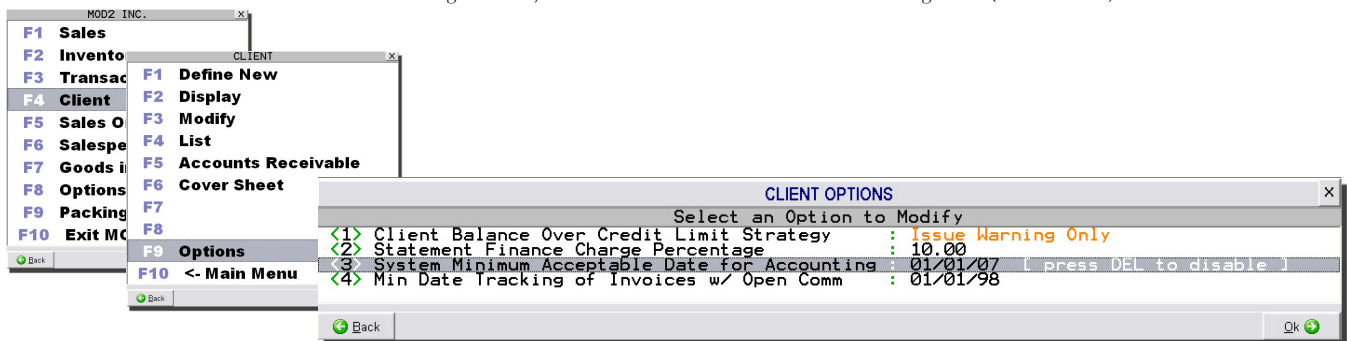 MOD2 INC. x
F1 Sales
F2 Invento
F3 Transac
F4 Client
F5 Sales O
F6 Salespe
F7 Goods i
F8 Options
F9 Packing
F10 Exit MO
Back
CLIENT x
F1 Define New
F2 Display
F3 Modify
F4 List
F5 Accounts Receivable
F6 Cover Sheet
F7
F8
F9 Options
F10 <- Main Menu
Back
CLIENT OPTIONS X
Select an Option to Modify
<1> Client Balance Over Credit Limit Strategy : Issue Warning Only
<2> Statement Finance Charge Percentage : 10.00
<3> System Minimum Acceptable Date for Accounting : 01/01/07 [ press DEL to disable ]
<4> Min Date Tracking of Invoices w/ Open Comm : 01/01/98
Back
Ok